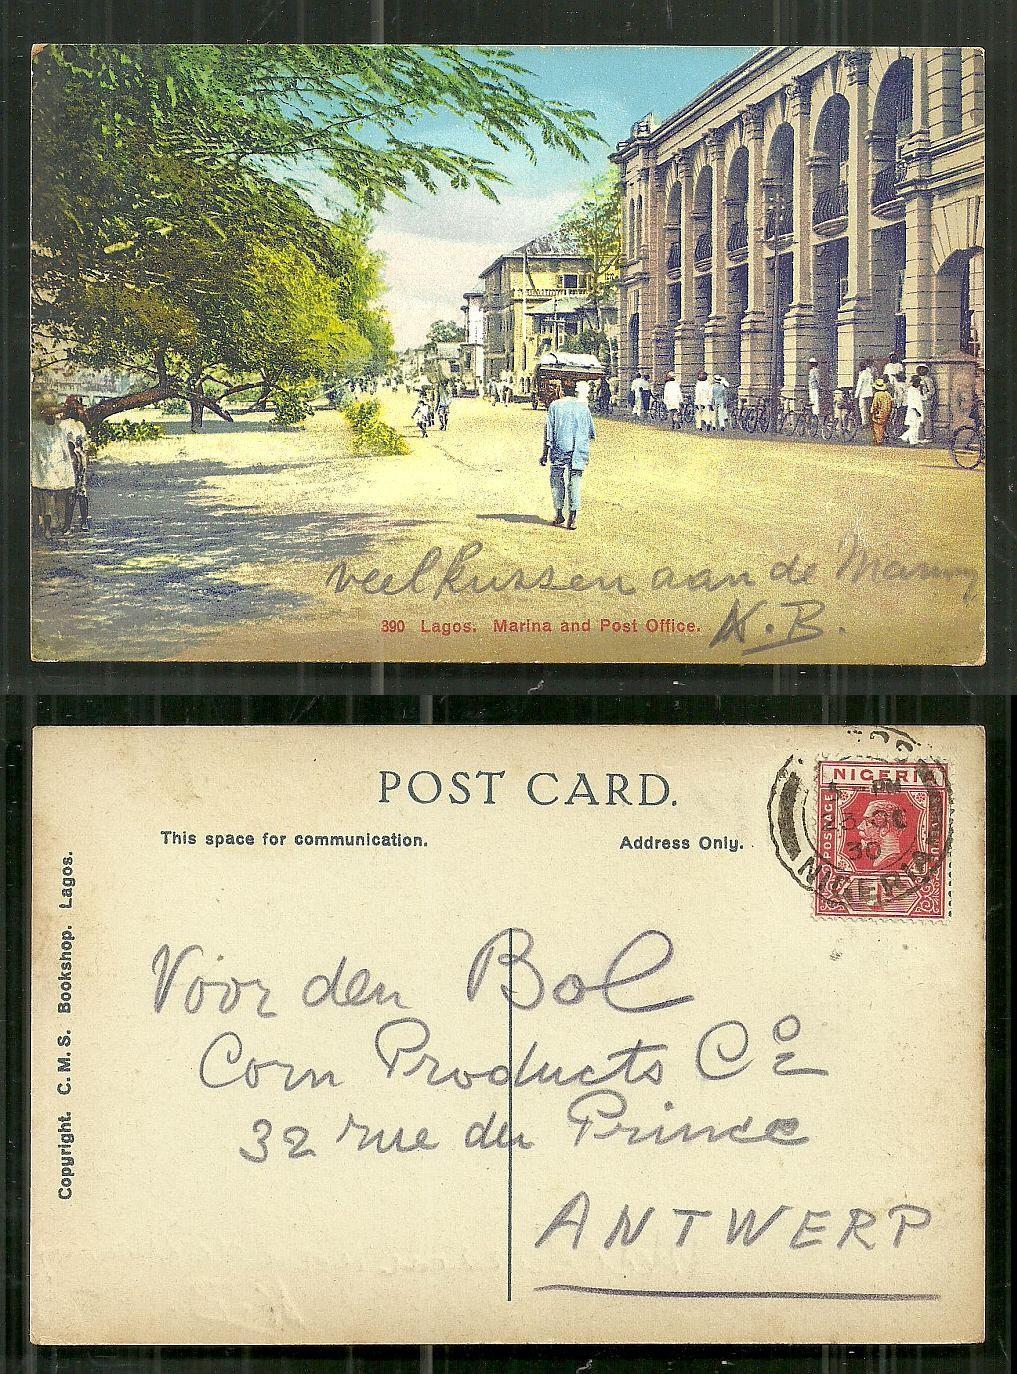 veel kussen aan de
390 Lagos. Marina and Post Office.
K. B.
POST CARD.
This space for communication.
Address Only.
NIGERIA
POSTAGE
PM
30
NIGERIA
Copyright. C. M. S. Bookshop. Lagos.
Voor den Bol
Corn Products Co
32 rue du Prince
ANTWERP